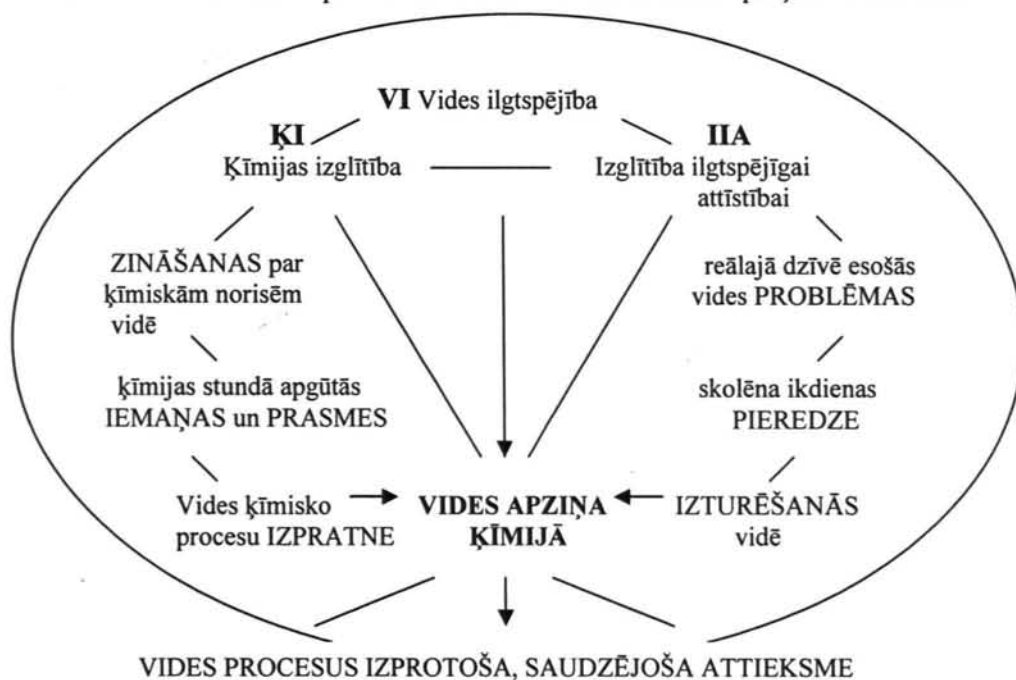 VI Vides ilgtspējība
ĶI
Ķīmijas izglītība
IIA
Izglītība ilgtspējīgai
attīstībai
ZINĀŠANAS par
ķīmiskām norisēm
vidē
reālajā dzīvē esošās
vides PROBLĒMAS
ķīmijas stundā apgūtās
IEMAŅAS un PRASMES
skolēna ikdienas
PIEREDZE
Vides ķīmisko
procesu IZPRATNE
VIDES APZIŅA
ĶĪMIJĀ
IZTURĒŠANĀS
vidē
VIDES PROCESUS IZPROTOŠA, SAUDZĒJOŠA ATTIEKSME